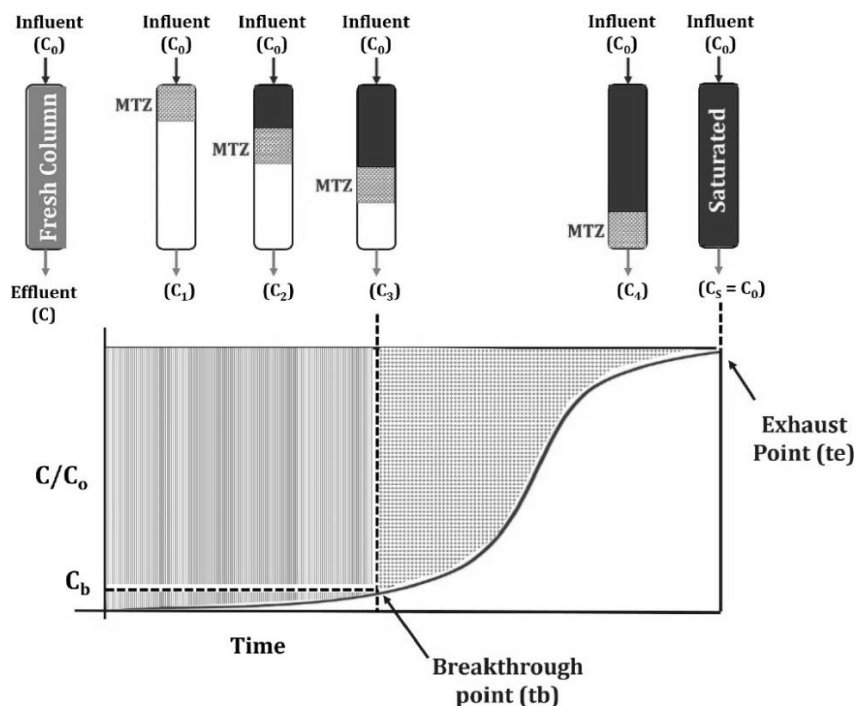 Influent
(C₀)
Influent
(C₀)
Influent
(C₀)
Influent
(C₀)
Influent
(C₀)
Influent
(C₀)
Fresh Column
MTZ
MTZ
MTZ
MTZ
Saturated
Effluent
(C)
(C₁)
(C₂)
(C₃)
(C₄)
(Cₛ = C₀)
C/Cₒ
C_b
Time
Breakthrough
point (tb)
Exhaust
Point (te)